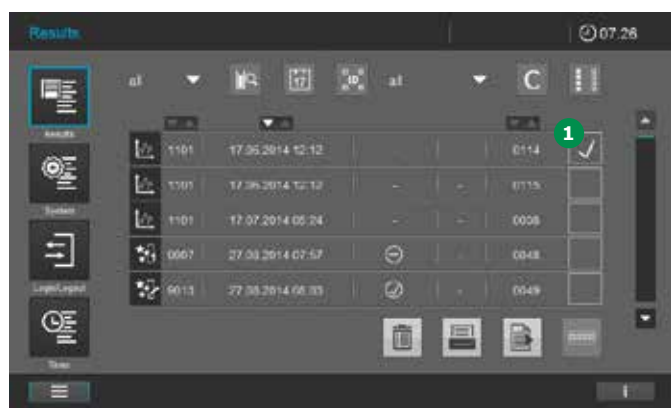 Results
07.26
all
17
ID
all
C
Results
1
1101 17.06.2014 12:12 0114
1101 17.06.2014 12:12 - - 0115
System
1101 17.07.2014 05:24 - - 0008
0007 27.08.2014 07:57 - 0048
Login/Logout
9013 27.08.2014 08:33 - 0049
Timer
i